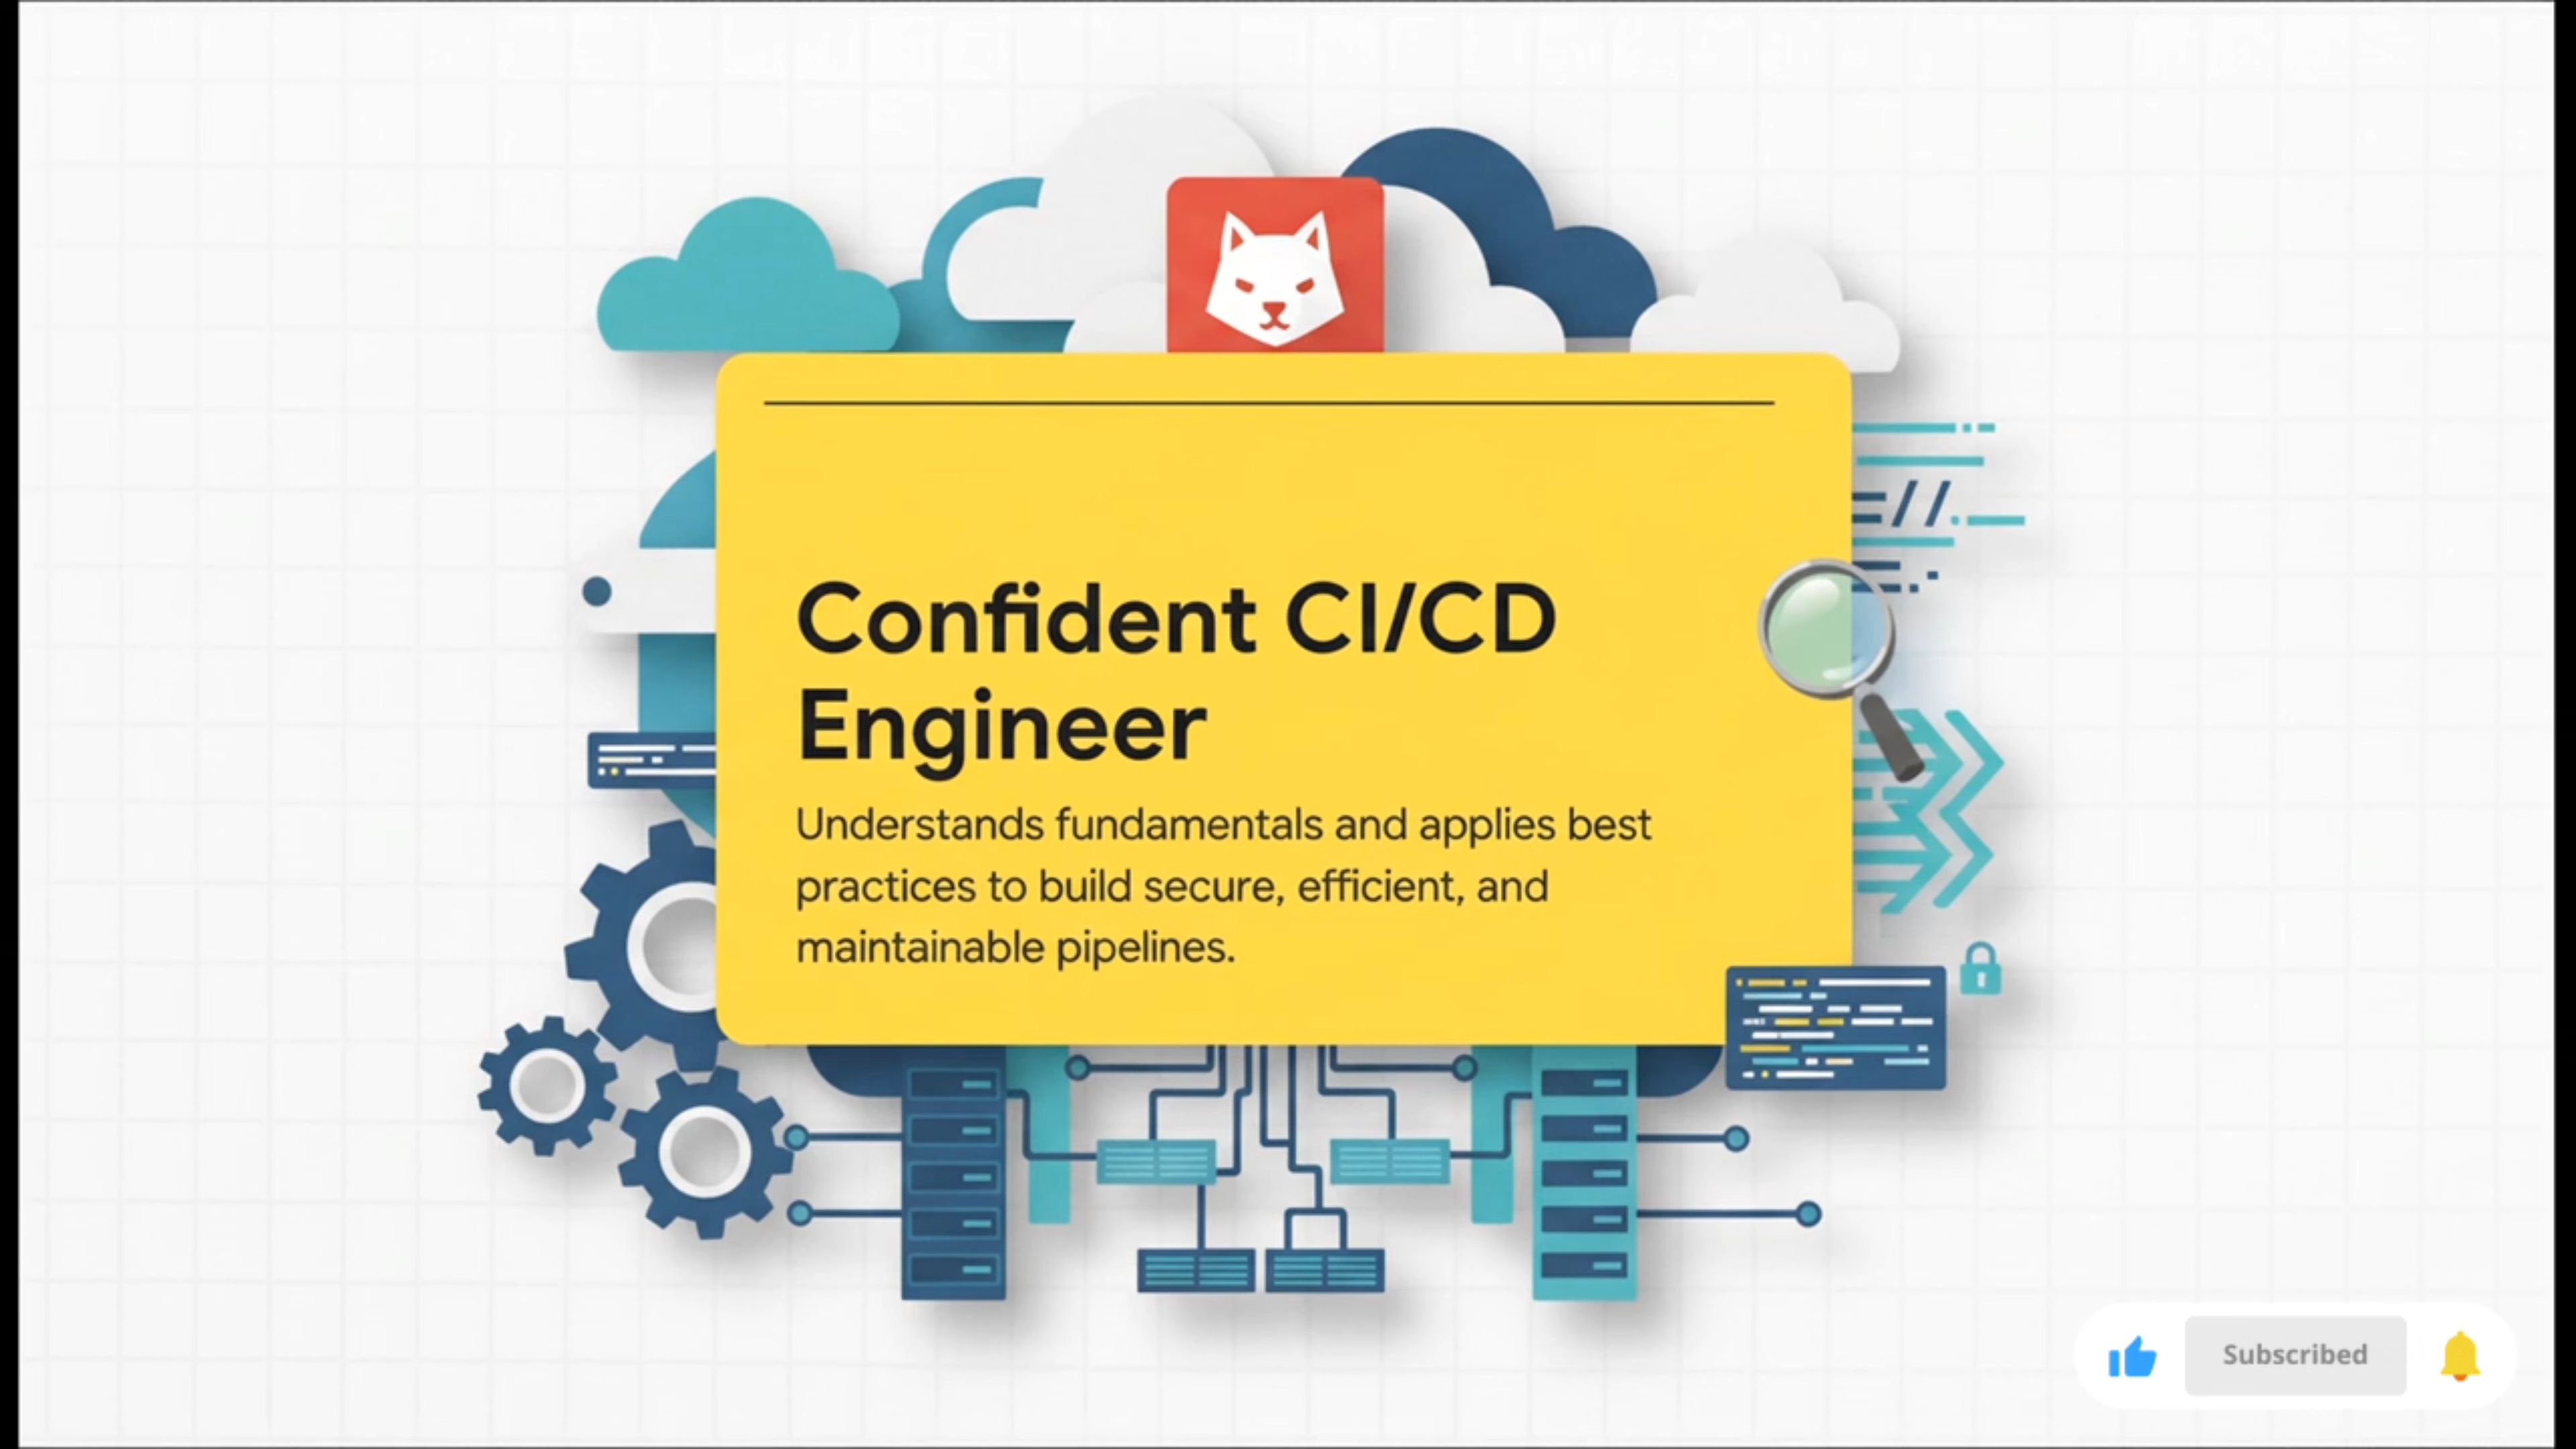 Confident CI/CD
Engineer
Understands fundamentals and applies best
practices to build secure, efficient, and
maintainable pipelines.
Subscribed